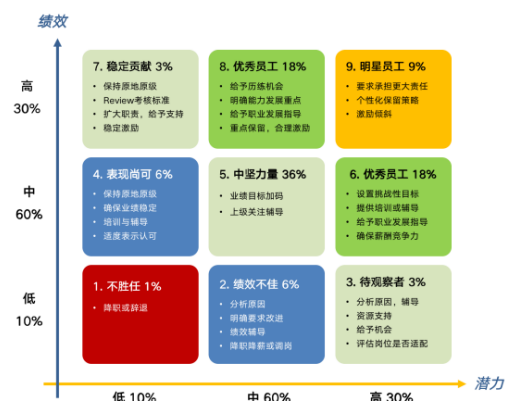 绩效
高
30%
7. 稳定贡献 3%
• 保持原地原级
• Review考核标准
• 扩大职责，给予支持
• 稳定激励
8. 优秀员工 18%
• 给予历练机会
• 明确能力发展重点
• 给予职业发展指导
• 重点保留，合理激励
9. 明星员工 9%
• 要求承担更大责任
• 个性化保留策略
• 激励倾斜
中
60%
4. 表现尚可 6%
• 保持原地原级
• 确保业绩稳定
• 培训与辅导
• 适度表示认可
5. 中坚力量 36%
• 业绩目标加码
• 上级关注辅导
6. 优秀员工 18%
• 设置挑战性目标
• 提供培训或辅导
• 给予职业发展指导
• 确保薪酬竞争力
低
10%
1. 不胜任 1%
• 降职或辞退
2. 绩效不佳 6%
• 分析原因
• 明确要求改进
• 绩效辅导
• 降职降薪或调岗
3. 待观察者 3%
• 分析原因，辅导
• 资源支持
• 给予机会
• 评估岗位是否适配
潜力
低 10%
中 60%
高 30%